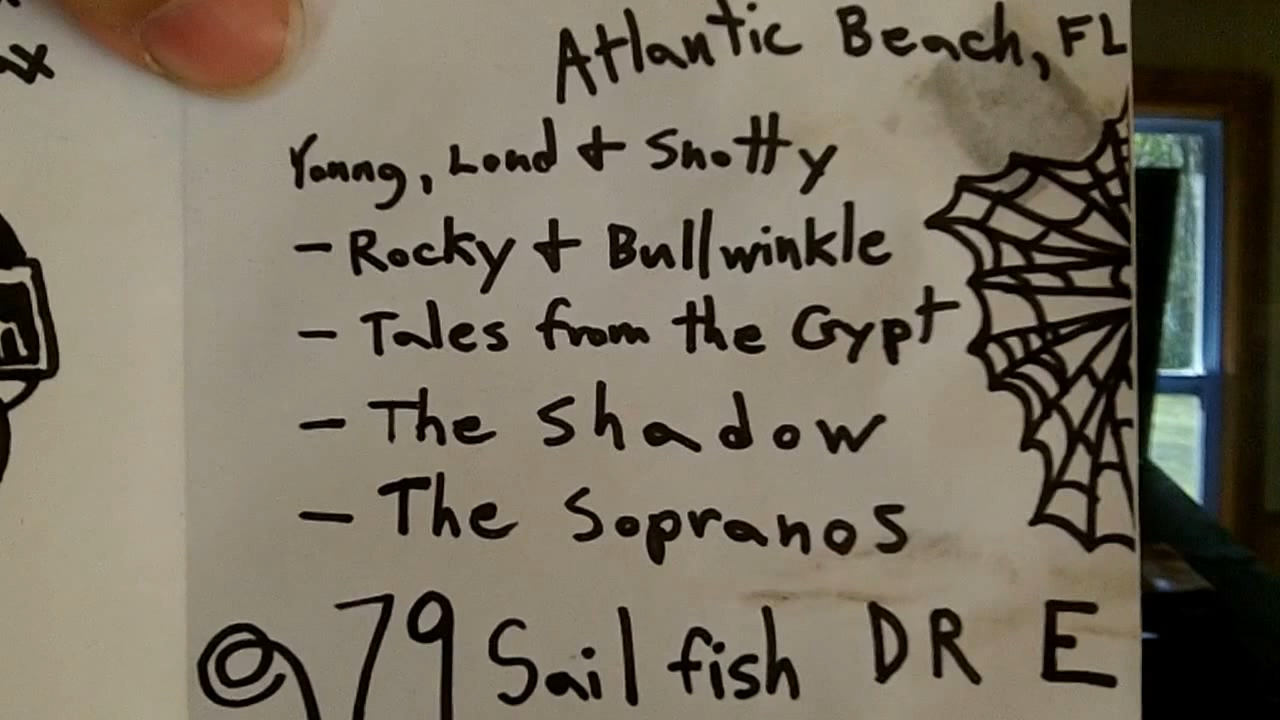 Atlantic Beach, FL
Young, Loud + Snotty
- Rocky + Bullwinkle
- Tales from the Crypt
- The Shadow
- The Sopranos
@ 79 Sailfish DR E